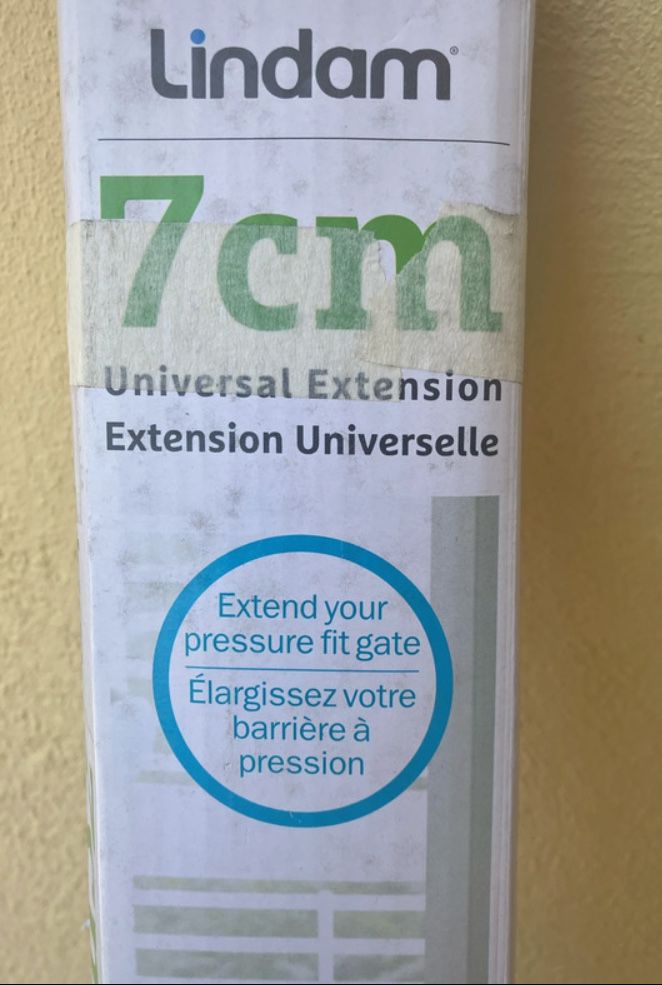 Lindam®
7cm
Universal Extension
Extension Universelle
Extend your
pressure fit gate
Élargissez votre
barrière à
pression